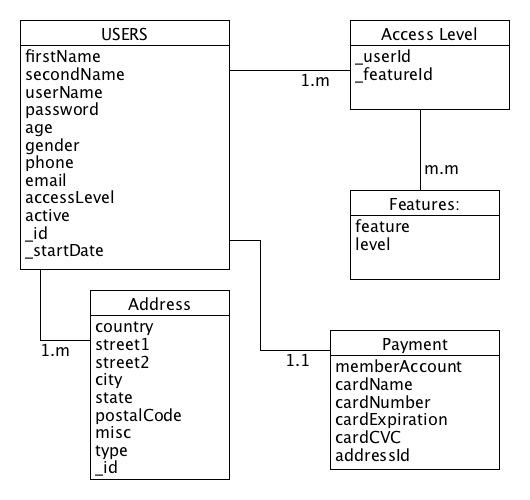 USERS
firstName
secondName
userName
password
age
gender
phone
email
accessLevel
active
_id
_startDate
Access Level
_userId
_featureId
1.m
m.m
Features:
feature
level
Address
country
street1
street2
city
state
postalCode
misc
type
_id
1.m
1.1
Payment
memberAccount
cardName
cardNumber
cardExpiration
cardCVC
addressId